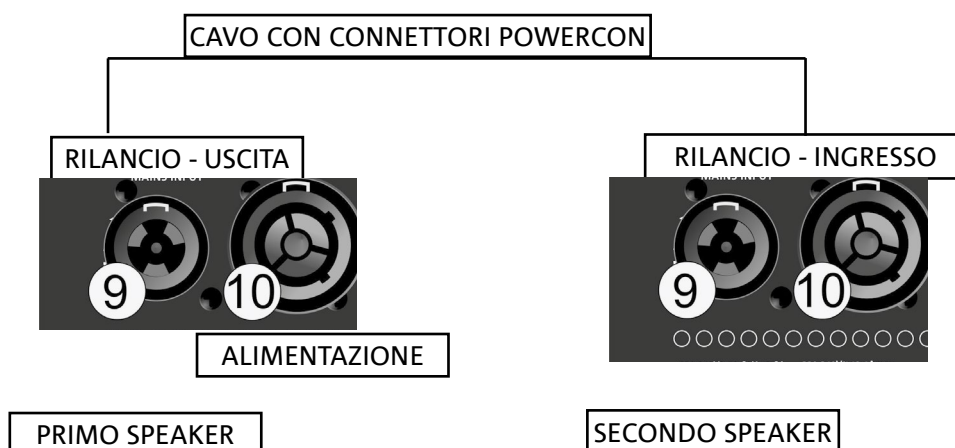 CAVO CON CONNETTORI POWERCON
RILANCIO - USCITA
RILANCIO - INGRESSO
MAINS INPUT
MAINS INPUT
9
10
9
10
ALIMENTAZIONE
PRIMO SPEAKER
SECONDO SPEAKER